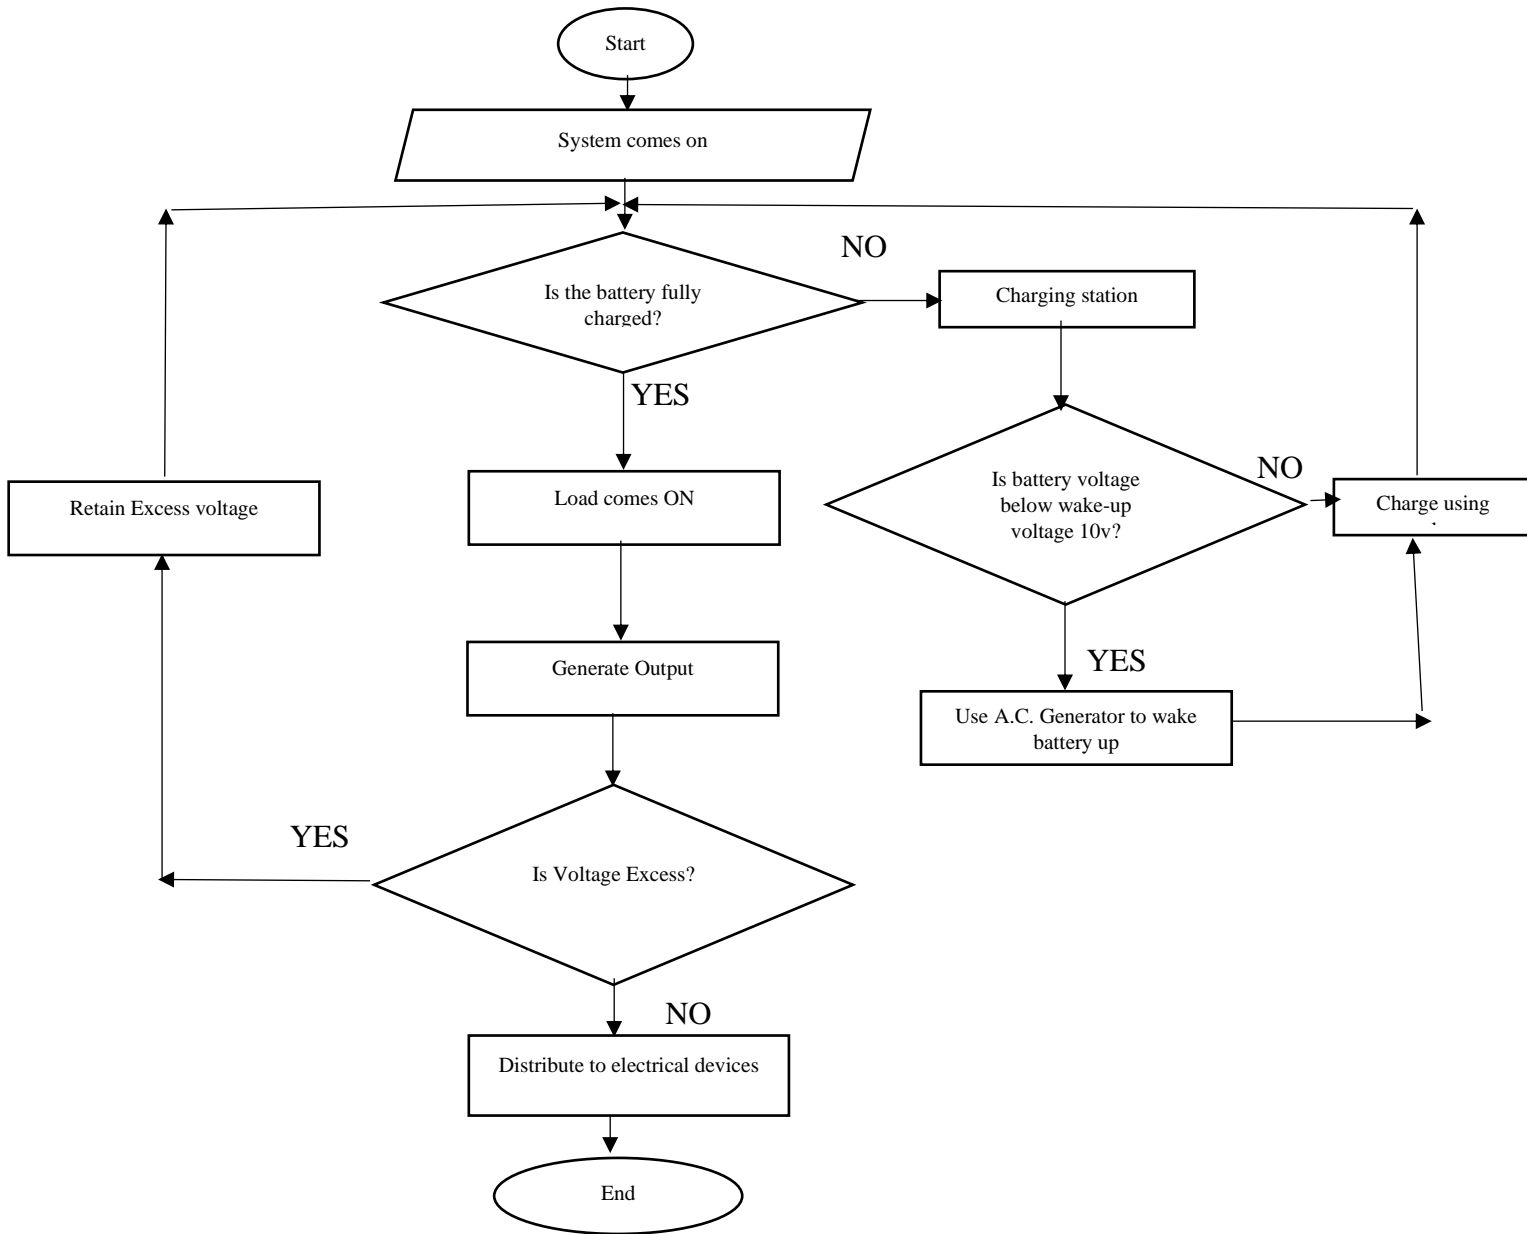 Start
System comes on
NO
Is the battery fully
charged?
Charging station
YES
Is battery voltage
below wake-up
voltage 10v?
NO
Retain Excess voltage
Load comes ON
Charge using
Generate Output
YES
Use A.C. Generator to wake
battery up
YES
Is Voltage Excess?
NO
Distribute to electrical devices
End